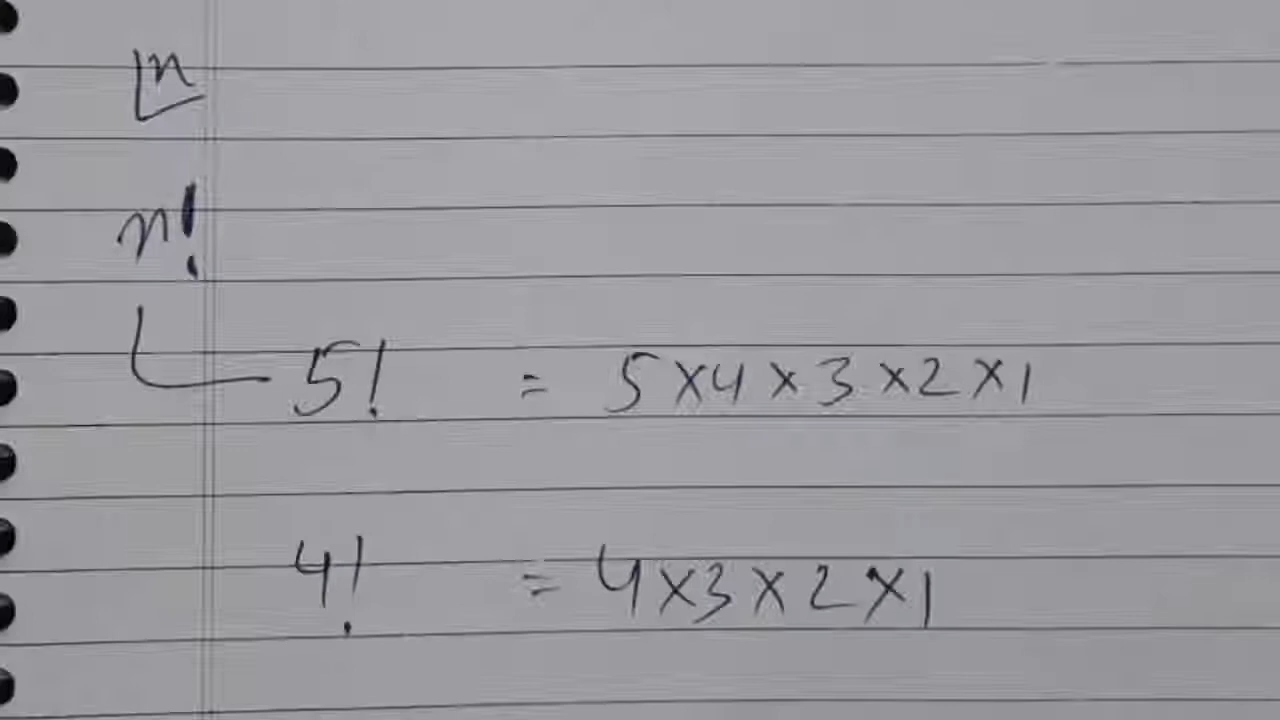 |n
n!
5! = 5×4×3×2×1
4! = 4×3×2×1